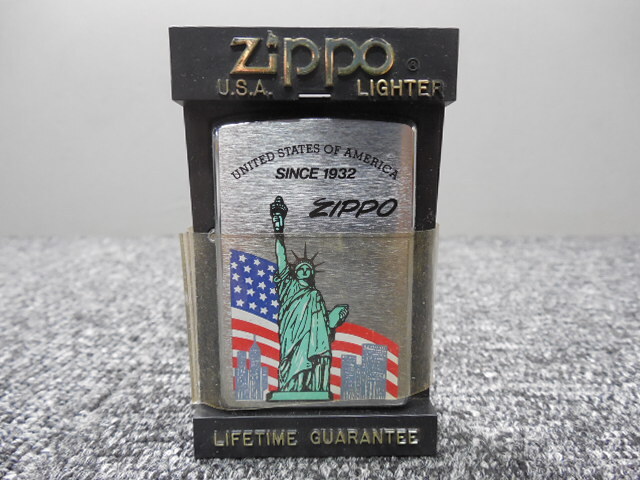 Zippo ®
U.S.A. LIGHTER
UNITED STATES OF AMERICA
SINCE 1932
ZIPPO
LIFETIME GUARANTEE